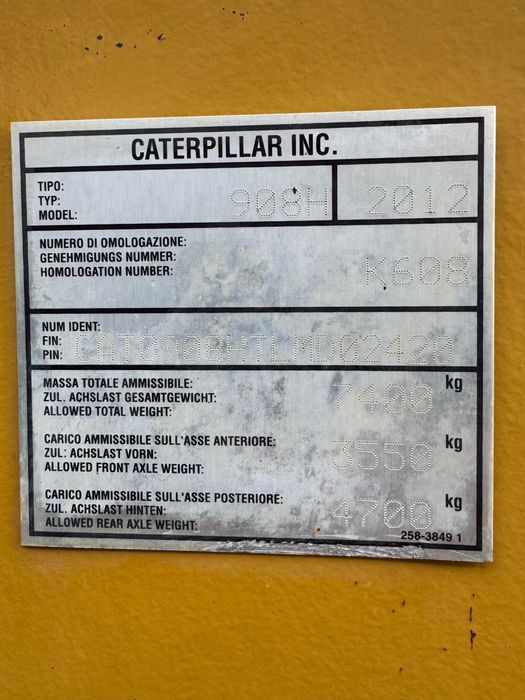 CATERPILLAR INC.
TIPO:
TYP:
MODEL: 908H 2012
NUMERO DI OMOLOGAZIONE:
GENEHMIGUNGS NUMMER:
HOMOLOGATION NUMBER: K608
NUM IDENT:
FIN:
PIN: CAT0908HTLMD02420
MASSA TOTALE AMMISSIBILE:
ZUL. ACHSLAST GESAMTGEWICHT: 7400 kg
ALLOWED TOTAL WEIGHT:
CARICO AMMISSIBILE SULL'ASSE ANTERIORE:
ZUL: ACHSLAST VORN: 3550 kg
ALLOWED FRONT AXLE WEIGHT:
CARICO AMMISSIBILE SULL'ASSE POSTERIORE:
ZUL. ACHSLAST HINTEN: 4700 kg
ALLOWED REAR AXLE WEIGHT:
258-3849 1